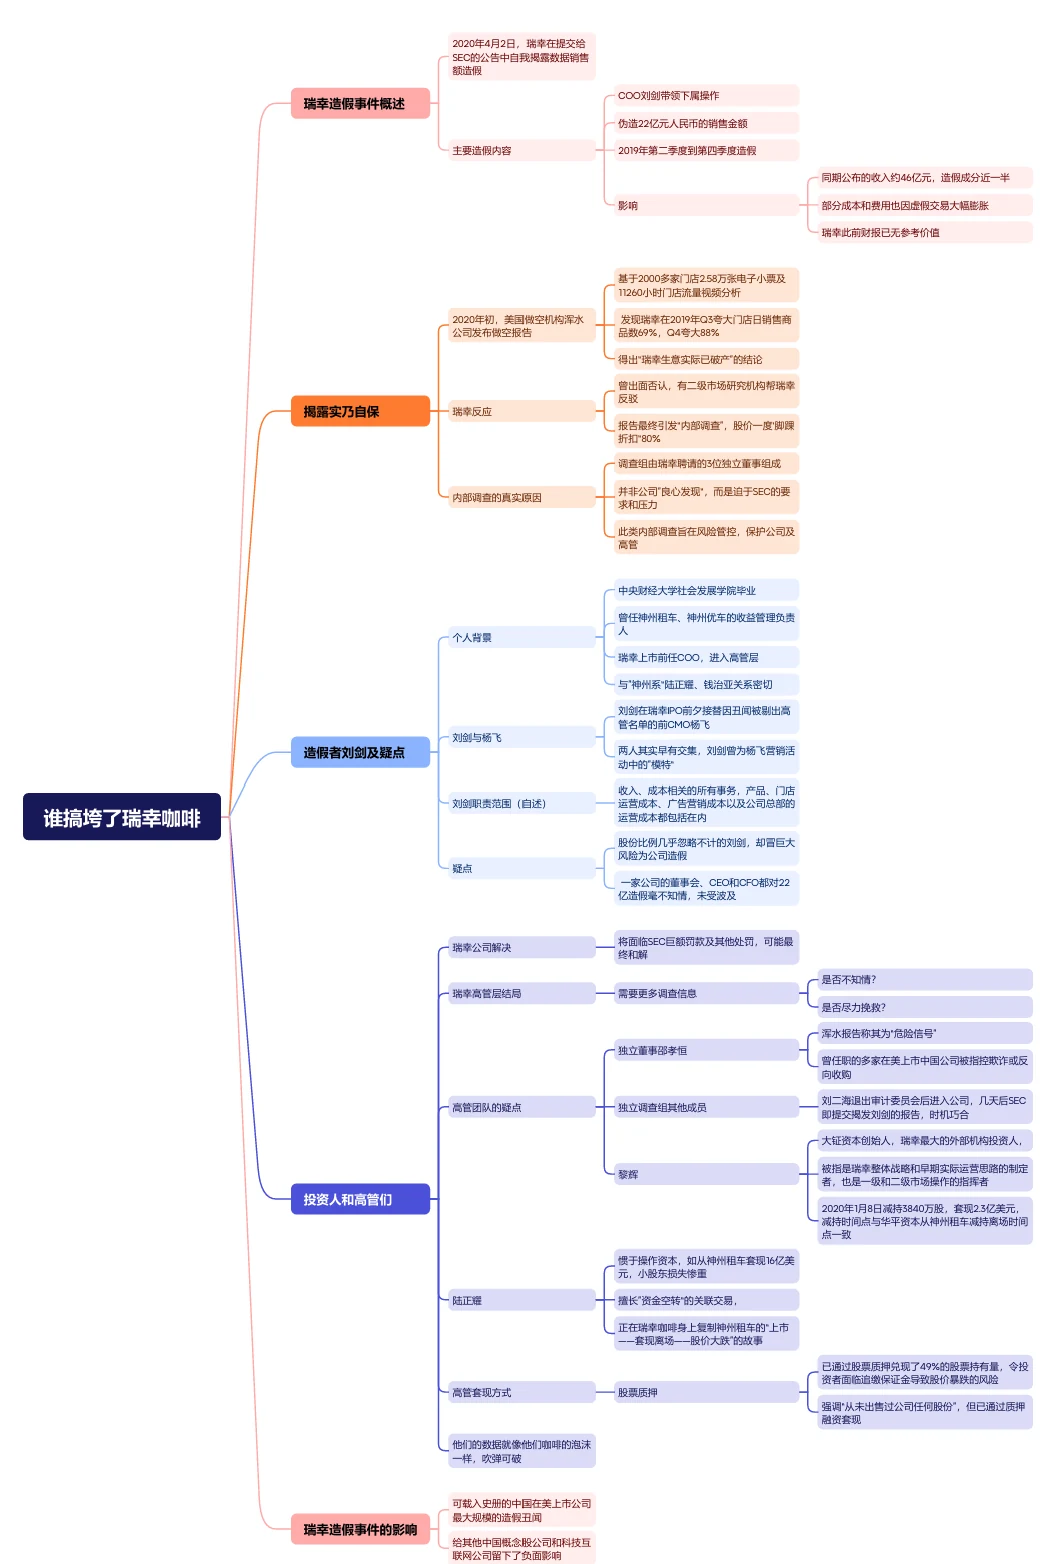 谁搞垮了瑞幸咖啡
瑞幸造假事件概述
2020年4月2日，瑞幸在提交给
SEC的公告中自我揭露数据销售
额造假
主要造假内容
COO刘剑带领下属操作
伪造22亿元人民币的销售金额
2019年第二季度到第四季度造假
影响
同期公布的收入约46亿元，造假成分近一半
部分成本和费用也因虚假交易大幅膨胀
瑞幸此前财报已无参考价值
揭露实乃自保
2020年初，美国做空机构浑水
公司发布做空报告
基于2000多家门店2.58万张电子小票及
11260小时门店流量视频分析
发现瑞幸在2019年Q3夸大门店日销售商
品数69%，Q4夸大88%
得出"瑞幸生意实际已破产"的结论
瑞幸反应
曾出面否认，有二级市场研究机构帮瑞幸
反驳
报告最终引发"内部调查"，股价一度"脚踝
折扣"80%
内部调查的真实原因
调查组由瑞幸聘请的3位独立董事组成
并非公司"良心发现"，而是迫于SEC的要
求和压力
此类内部调查旨在风险管控，保护公司及
高管
造假者刘剑及疑点
个人背景
中央财经大学社会发展学院毕业
曾任神州租车、神州优车的收益管理负责
人
瑞幸上市前任COO，进入高管层
与"神州系"陆正耀、钱治亚关系密切
刘剑与杨飞
刘剑在瑞幸IPO前夕接替因丑闻被剔出高
管名单的前CMO杨飞
两人其实早有交集，刘剑曾为杨飞营销活
动中的"模特"
刘剑职责范围（自述）
收入、成本相关的所有事务，产品、门店
运营成本、广告营销成本以及公司总部的
运营成本都包括在内
疑点
股份比例几乎忽略不计的刘剑，却冒巨大
风险为公司造假
一家公司的董事会、CEO和CFO都对22
亿造假毫不知情，未受波及
投资人和高管们
瑞幸公司解决
将面临SEC巨额罚款及其他处罚，可能最
终和解
瑞幸高管层结局
需要更多调查信息
是否不知情？
是否尽力挽救？
高管团队的疑点
独立董事邵孝恒
浑水报告称其为"危险信号"
曾任职的多家在美上市中国公司被指控欺诈或反
向收购
独立调查组其他成员
刘二海退出审计委员会后进入公司，几天后SEC
即提交揭发刘剑的报告，时机巧合
黎辉
大钲资本创始人，瑞幸最大的外部机构投资人，
被指是瑞幸整体战略和早期实际运营思路的制定
者，也是一级和二级市场操作的指挥者
2020年1月8日减持3840万股，套现2.3亿美元，
减持时间点与华平资本从神州租车减持离场时间
点一致
陆正耀
惯于操作资本，如从神州租车套现16亿美
元，小股东损失惨重
擅长"资金空转"的关联交易，
正在瑞幸咖啡身上复制神州租车的"上市
——套现离场——股价大跌"的故事
高管套现方式
股票质押
已通过股票质押兑现了49%的股票持有量，令投
资者面临追缴保证金导致股价暴跌的风险
强调"从未出售过公司任何股份"，但已通过质押
融资套现
他们的数据就像他们咖啡的泡沫
一样，吹弹可破
瑞幸造假事件的影响
可载入史册的中国在美上市公司
最大规模的造假丑闻
给其他中国概念股公司和科技互
联网公司留下了负面影响